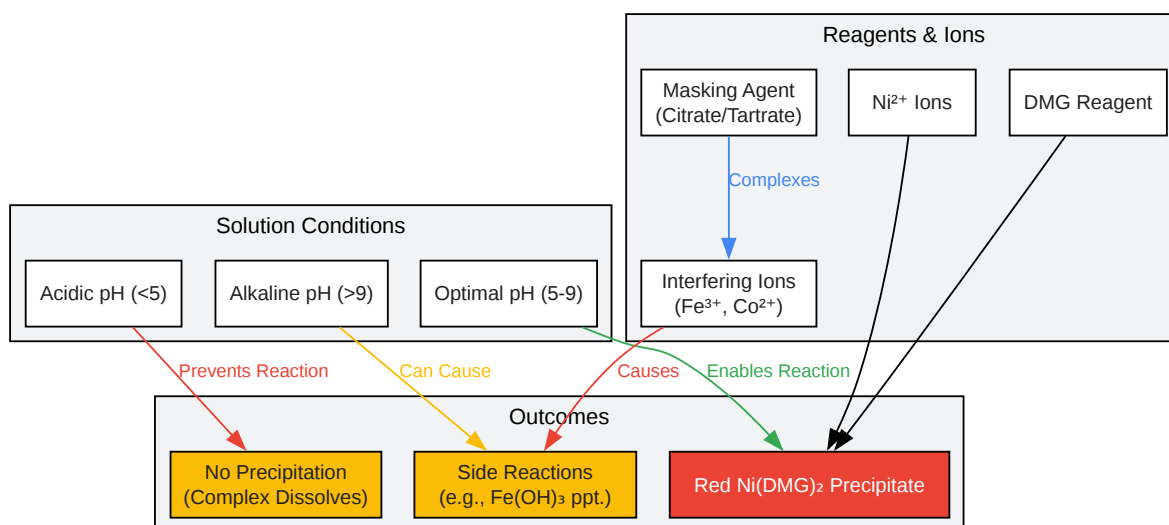 Reagents & Ions
Masking Agent
(Citrate/Tartrate)
Ni²⁺ Ions
DMG Reagent
Complexes
Solution Conditions
Acidic pH (<5)
Alkaline pH (>9)
Optimal pH (5-9)
Interfering Ions
(Fe³⁺, Co²⁺)
Prevents Reaction
Can Cause
Causes
Enables Reaction
Outcomes
No Precipitation
(Complex Dissolves)
Side Reactions
(e.g., Fe(OH)₃ ppt.)
Red Ni(DMG)₂ Precipitate